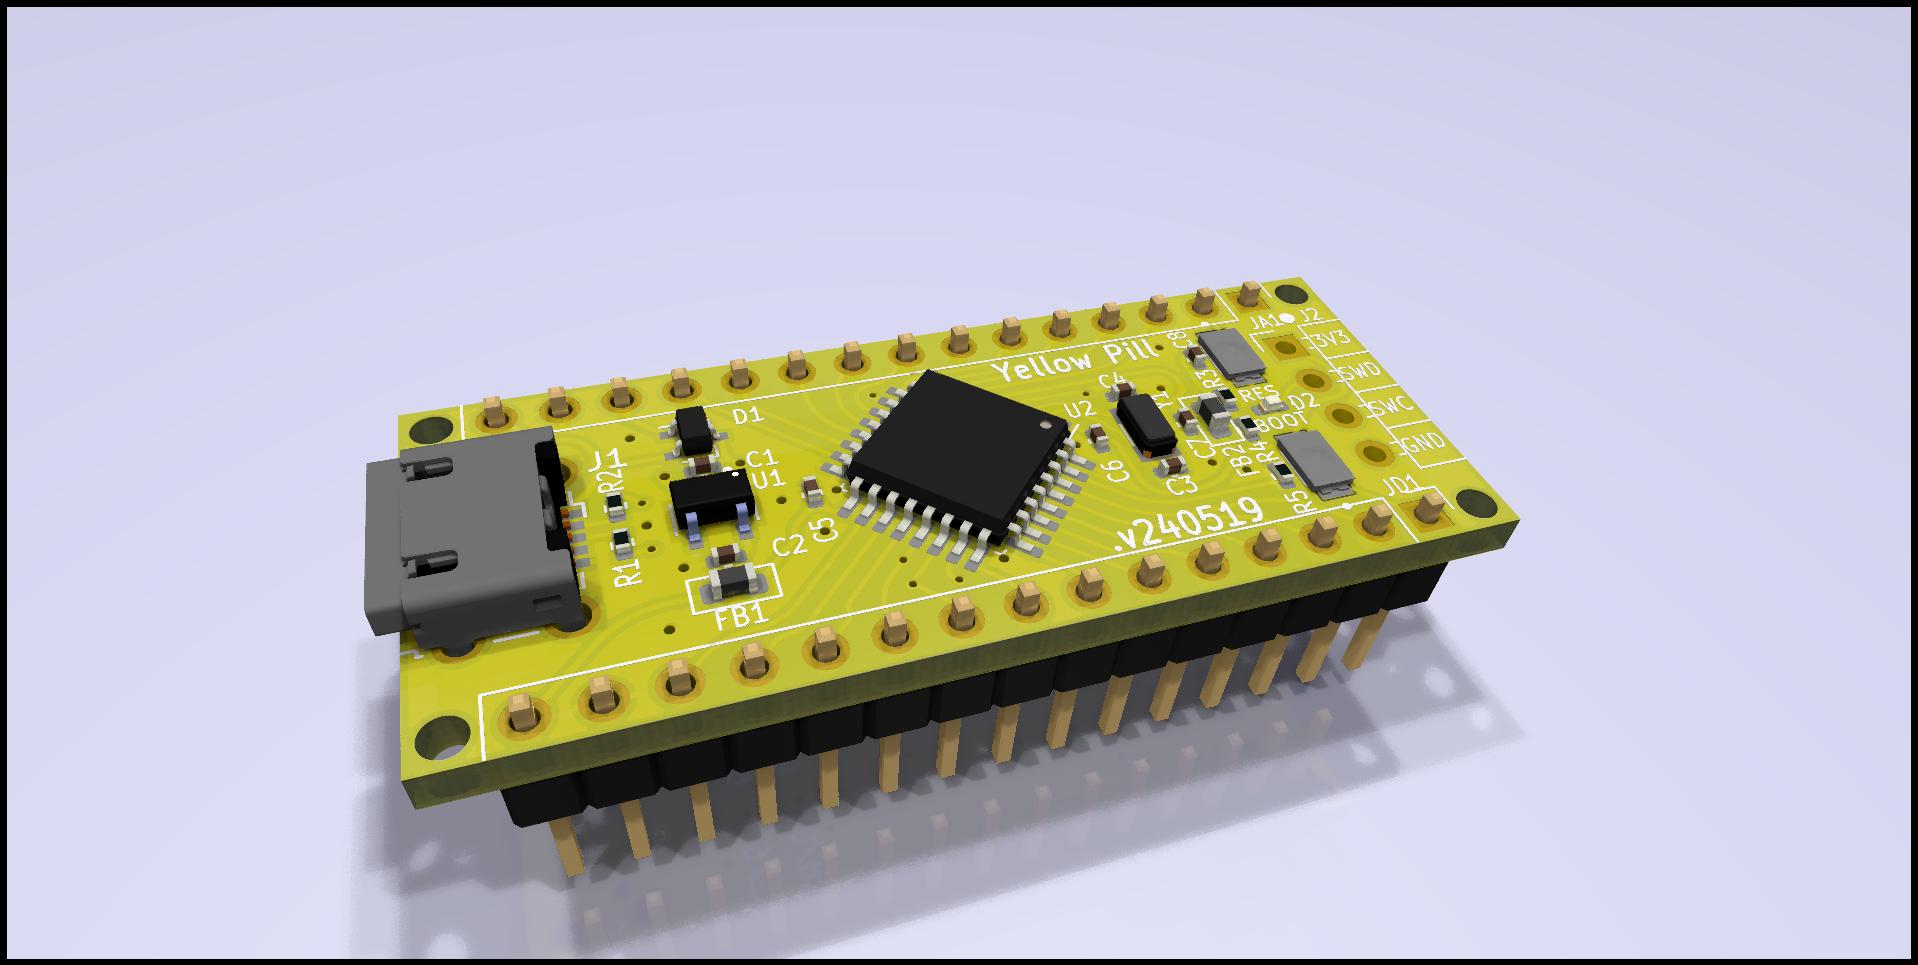 JA1
J2
3V3
SWD
SWC
GND
C8
Yellow Pill
R3
RES
D2
BOOT
C4
U2
C7
FB2
R4
R5
JD1
C6
C3
.v240519
D1
J1
R2
C1
U1
C5
C2
R1
FB1